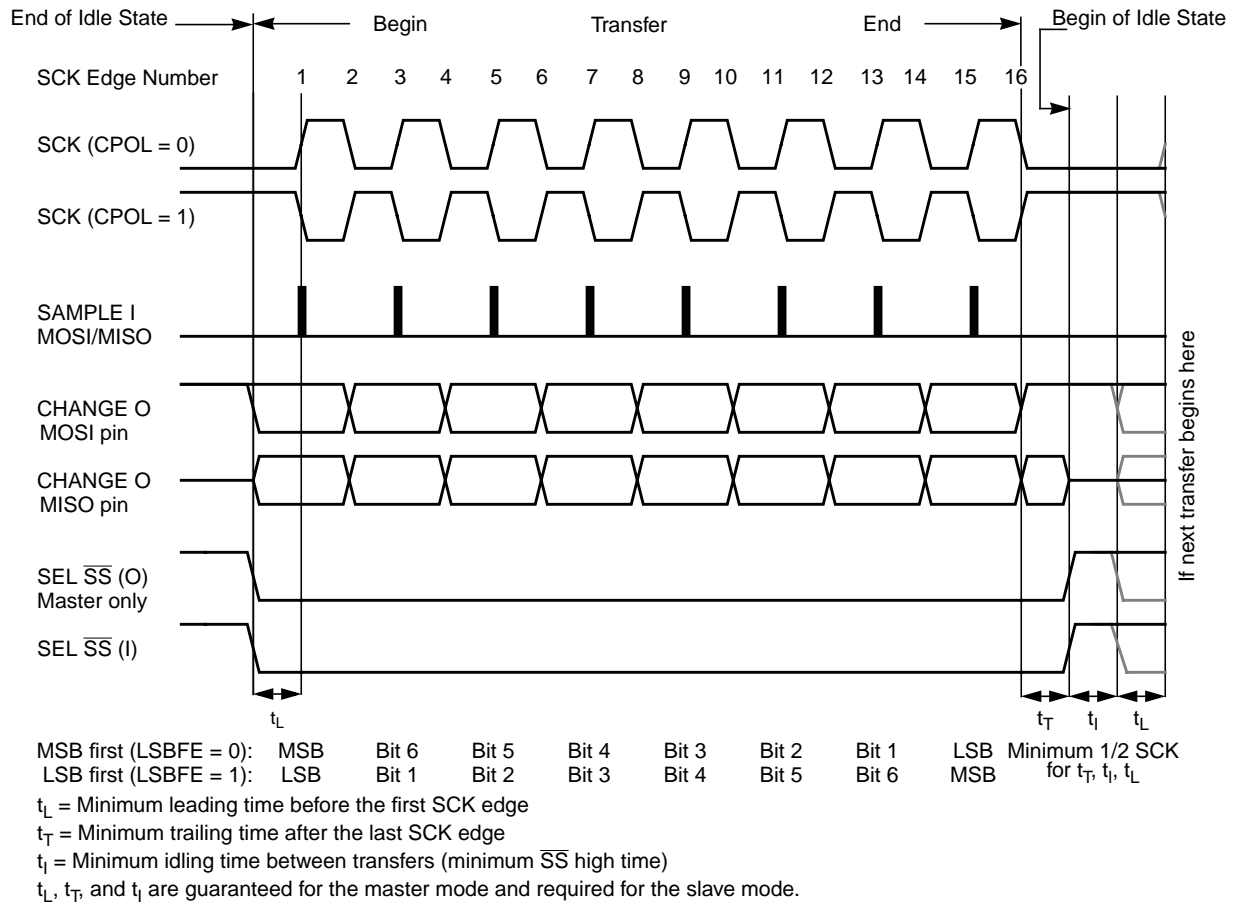 End of Idle State
Begin
Transfer
End
Begin of Idle State
SCK Edge Number 1 2 3 4 5 6 7 8 9 10 11 12 13 14 15 16
SCK (CPOL = 0)
SCK (CPOL = 1)
SAMPLE I
MOSI/MISO
CHANGE O
MOSI pin
CHANGE O
MISO pin
SEL S̅S̅ (O)
Master only
SEL S̅S̅ (I)
If next transfer begins here
tL
tT
tI
tL
MSB first (LSBFE = 0): MSB Bit 6 Bit 5 Bit 4 Bit 3 Bit 2 Bit 1 LSB
LSB first (LSBFE = 1): LSB Bit 1 Bit 2 Bit 3 Bit 4 Bit 5 Bit 6 MSB
Minimum 1/2 SCK
for tT, tI, tL
tL = Minimum leading time before the first SCK edge
tT = Minimum trailing time after the last SCK edge
tI = Minimum idling time between transfers (minimum S̅S̅ high time)
tL, tT, and tI are guaranteed for the master mode and required for the slave mode.